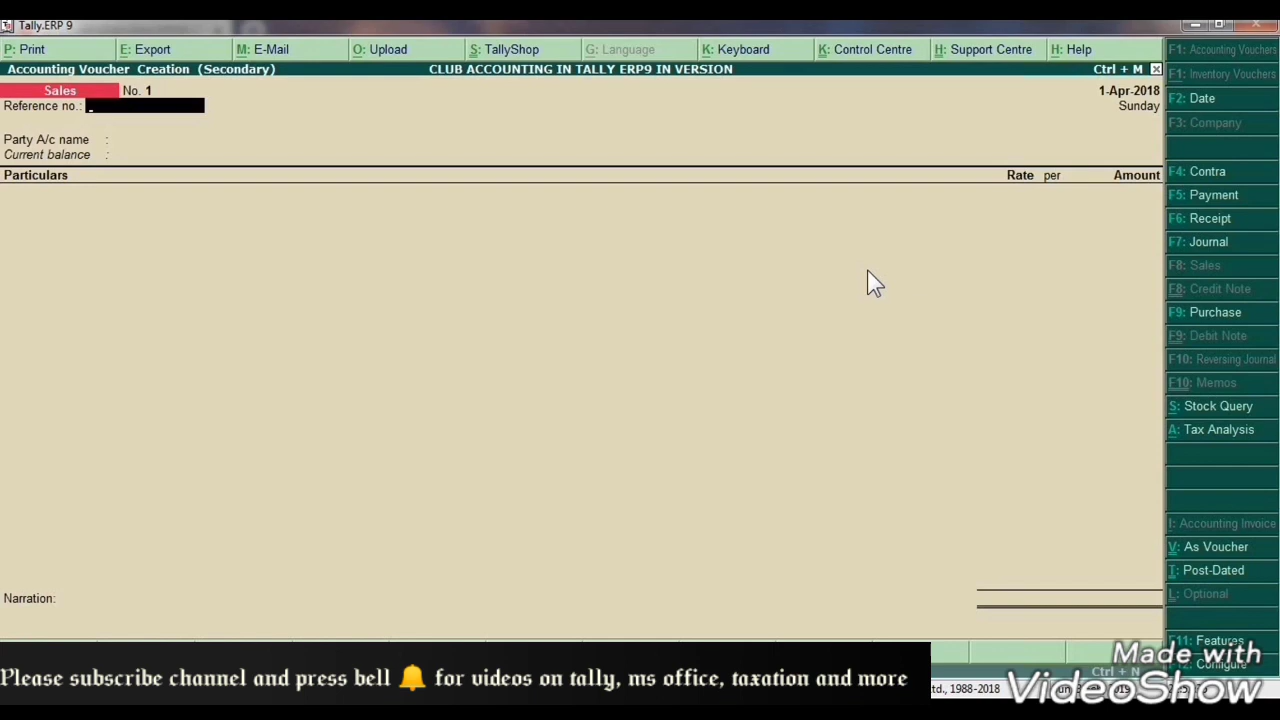 Tally.ERP 9
P: Print E: Export M: E-Mail O: Upload S: TallyShop G: Language K: Keyboard K: Control Centre H: Support Centre H: Help
Accounting Voucher Creation (Secondary) CLUB ACCOUNTING IN TALLY ERP9 IN VERSION Ctrl + M
Sales No. 1 1-Apr-2018
Reference no.: Sunday
Party A/c name :
Current balance :
Particulars Rate per Amount
Narration:
F1: Accounting Vouchers
F1: Inventory Vouchers
F2: Date
F3: Company
F4: Contra
F5: Payment
F6: Receipt
F7: Journal
F8: Sales
F8: Credit Note
F9: Purchase
F9: Debit Note
F10: Reversing Journal
F10: Memos
S: Stock Query
A: Tax Analysis
I: Accounting Invoice
V: As Voucher
T: Post-Dated
L: Optional
F11: Features
F12: Configure
Ctrl + N
Please subscribe channel and press bell 🔔 for videos on tally, ms office, taxation and more
td., 1988-2018
Made with
VideoShow